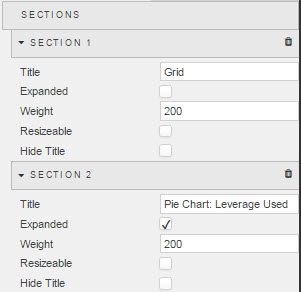 SECTIONS
SECTION 1
Title Grid
Expanded
Weight 200
Resizeable
Hide Title
SECTION 2
Title Pie Chart: Leverage Used
Expanded
Weight 200
Resizeable
Hide Title